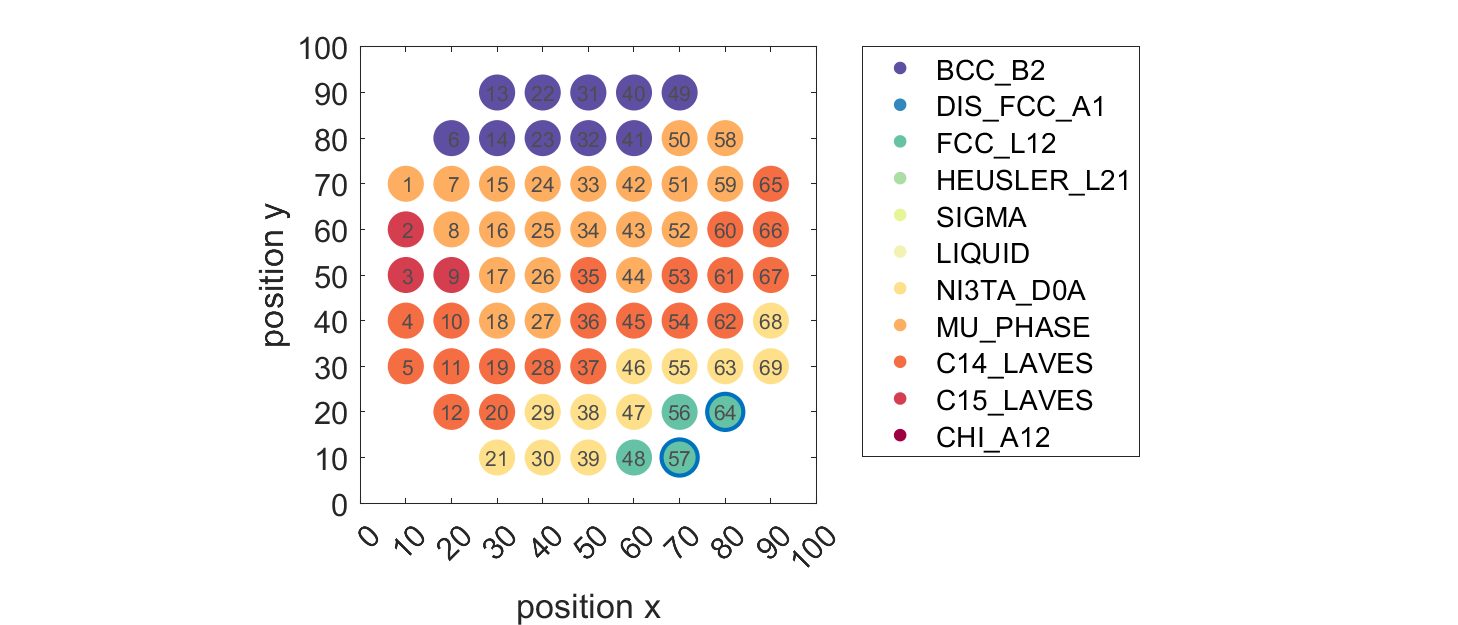 100
90
80
70
60
50
40
30
20
10
0
position y
13 22 31 40 49
6 14 23 32 41 50 58
1 7 15 24 33 42 51 59 65
2 8 16 25 34 43 52 60 66
3 9 17 26 35 44 53 61 67
4 10 18 27 36 45 54 62 68
5 11 19 28 37 46 55 63 69
12 20 29 38 47 56 64
21 30 39 48 57
0 10 20 30 40 50 60 70 80 90 100
position x
BCC_B2
DIS_FCC_A1
FCC_L12
HEUSLER_L21
SIGMA
LIQUID
NI3TA_D0A
MU_PHASE
C14_LAVES
C15_LAVES
CHI_A12